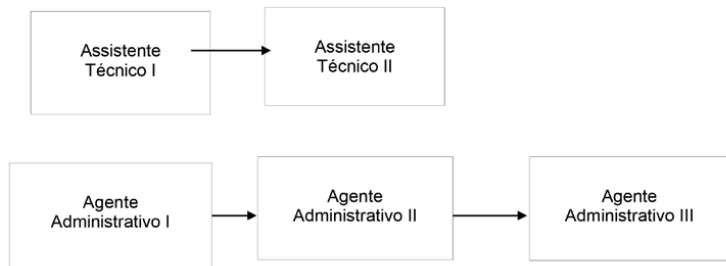 Assistente
Técnico I
Assistente
Técnico II
Agente
Administrativo I
Agente
Administrativo II
Agente
Administrativo III